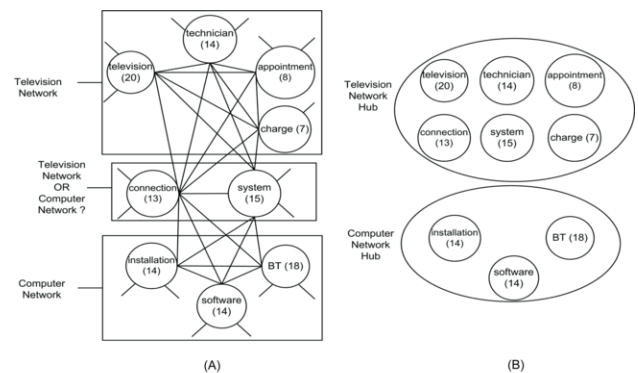 technician
(14)
television
(20)
appointment
(8)
charge (7)
Television
Network
Television
Network
OR
Computer
Network ?
connection
(13)
system
(15)
installation
(14)
BT (18)
software
(14)
Computer
Network
(A)
Television
Network
Hub
television
(20)
technician
(14)
appointment
(8)
connection
(13)
system
(15)
charge (7)
Computer
Network
Hub
installation
(14)
BT (18)
software
(14)
(B)